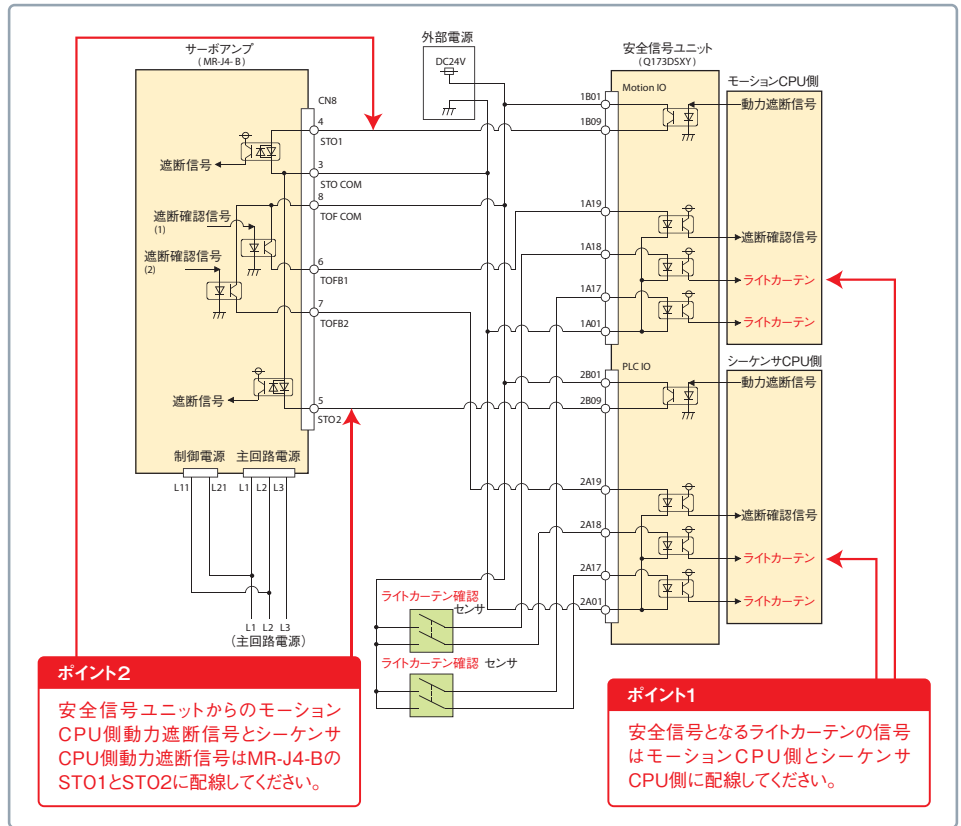 サーボアンプ
(MR-J4-B)
CN8
4
STO1
遮断信号
3
STO COM
8
TOF COM
遮断確認信号
(1)
遮断確認信号
(2)
6
TOFB1
7
TOFB2
遮断信号
5
STO2
制御電源 主回路電源
L11 L21 L1 L2 L3
L1 L2 L3
(主回路電源)
外部電源
DC24V
安全信号ユニット
(Q173DSXY)
Motion IO
1B01
1B09
1A19
1A18
1A17
1A01
モーションCPU側
動力遮断信号
遮断確認信号
ライトカーテン
ライトカーテン
PLC IO
2B01
2B09
2A19
2A18
2A17
2A01
シーケンサCPU側
動力遮断信号
遮断確認信号
ライトカーテン
ライトカーテン
ライトカーテン確認
センサ
ライトカーテン確認 センサ
ポイント2
安全信号ユニットからのモーション
CPU側動力遮断信号とシーケンサ
CPU側動力遮断信号はMR-J4-Bの
STO1とSTO2に配線してください。
ポイント1
安全信号となるライトカーテンの信号
はモーションCPU側とシーケンサ
CPU側に配線してください。